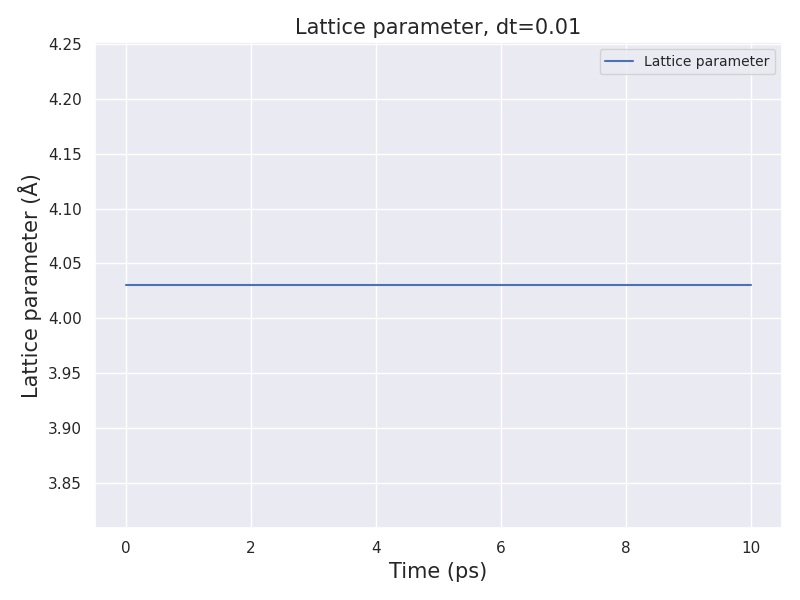 Lattice parameter, dt=0.01
Lattice parameter
Lattice parameter (Å)
4.25
4.20
4.15
4.10
4.05
4.00
3.95
3.90
3.85
0 2 4 6 8 10
Time (ps)